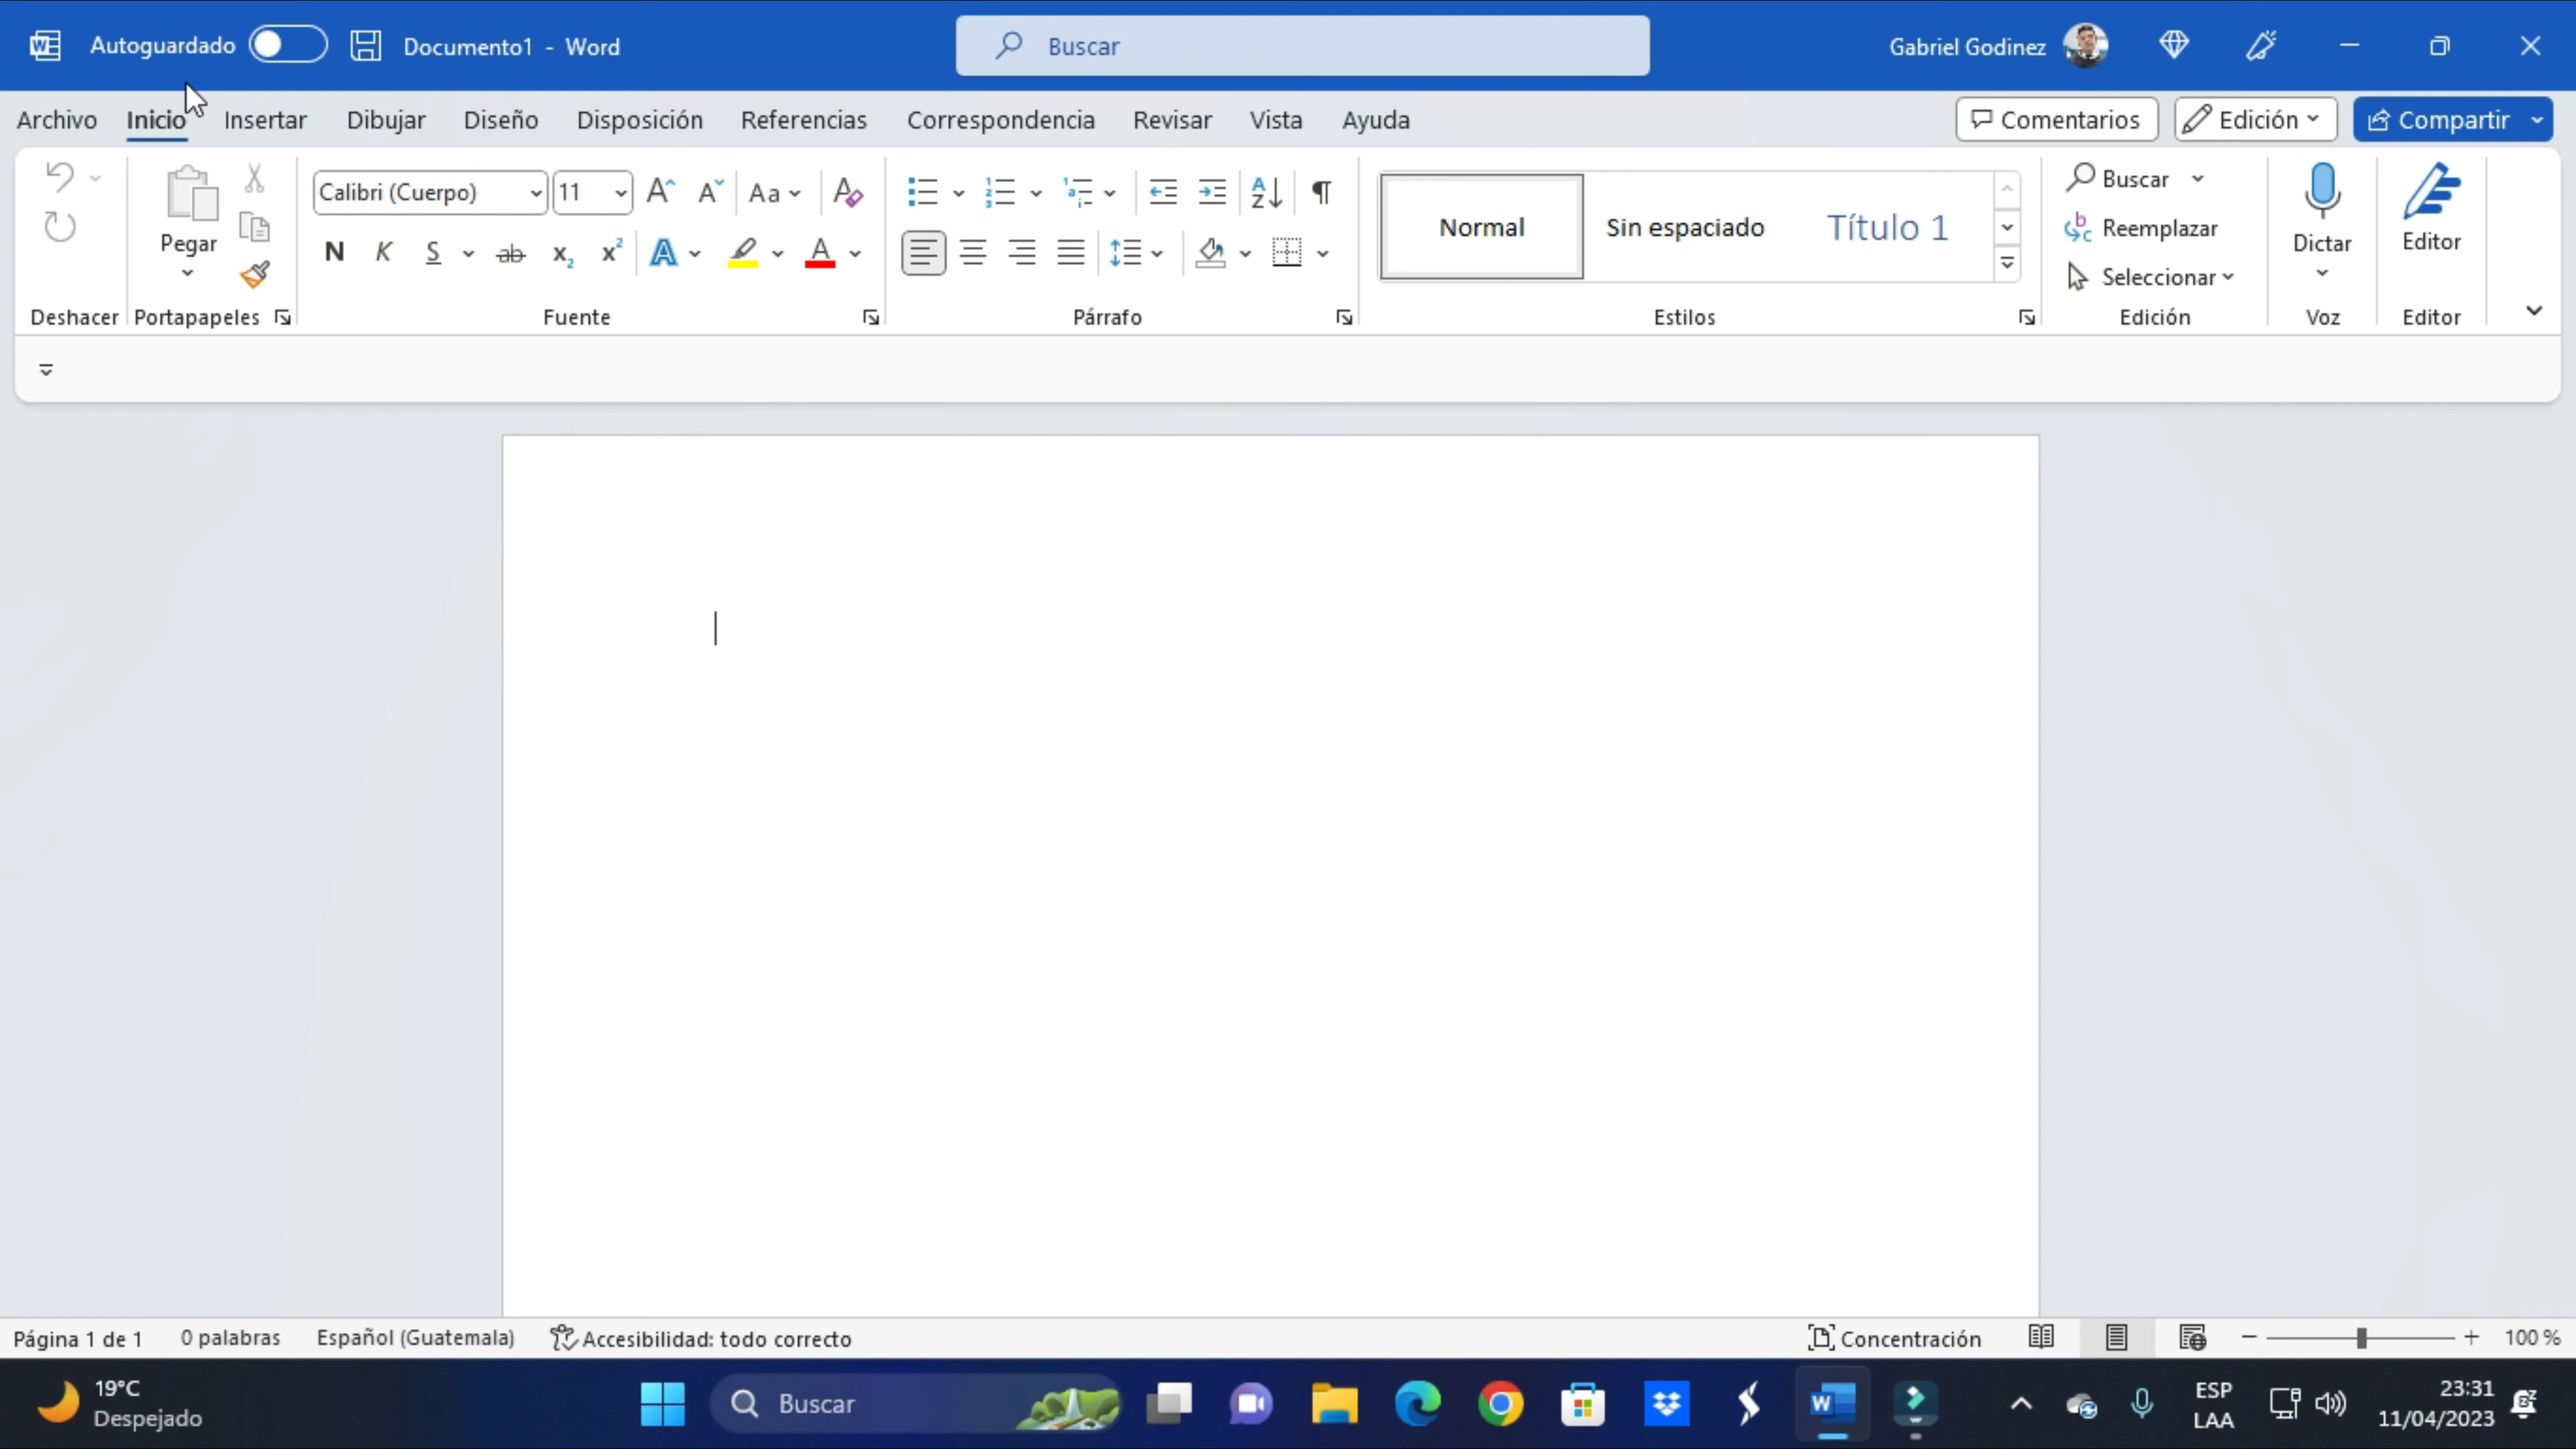 Autoguardado Documento1 - Word Buscar Gabriel Godinez
Archivo Inicio Insertar Dibujar Diseño Disposición Referencias Correspondencia Revisar Vista Ayuda Comentarios Edición Compartir
Calibri (Cuerpo) 11 Aa
Pegar
N K S ab x₂ x² A A
Normal Sin espaciado Título 1
Buscar
Reemplazar
Seleccionar
Dictar
Editor
Deshacer Portapapeles Fuente Párrafo Estilos Edición Voz Editor
Página 1 de 1 0 palabras Español (Guatemala) Accesibilidad: todo correcto Concentración 100 %
19°C
Despejado
Buscar
ESP
LAA
23:31
11/04/2023